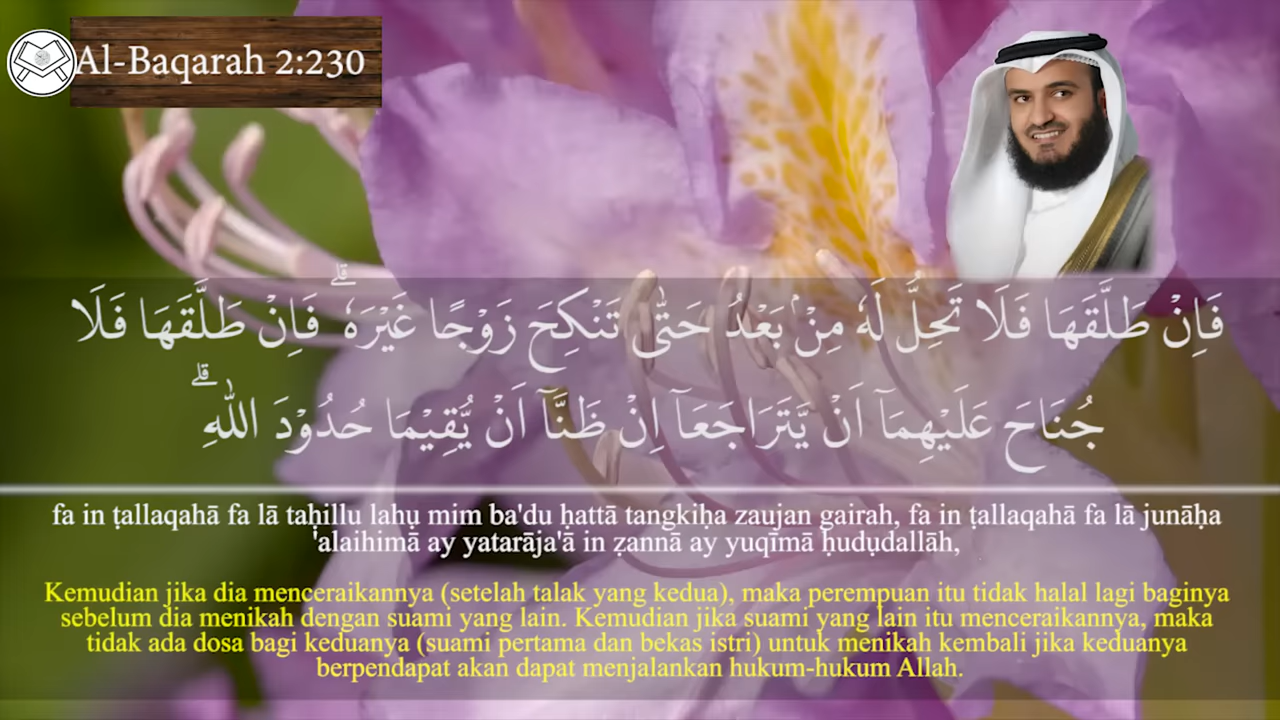 Al-Baqarah 2:230
فَاِنْ طَلَّقَهَا فَلَا تَحِلُّ لَهٗ مِنْۢ بَعْدُ حَتّٰى تَنْكِحَ زَوْجًا غَيْرَهٗ ۗ فَاِنْ طَلَّقَهَا فَلَا
جُنَاحَ عَلَيْهِمَآ اَنْ يَّتَرَاجَعَآ اِنْ ظَنَّآ اَنْ يُّقِيْمَا حُدُوْدَ اللّٰهِ ۗ
fa in ṭallaqahā fa lā taḥillu lahụ mim ba'du ḥattā tangkiḥa zaujan gairah, fa in ṭallaqahā fa lā junāḥa
'alaihimā ay yatarāja'ā in ẓannā ay yuqīmā ḥudụdallāh,
Kemudian jika dia menceraikannya (setelah talak yang kedua), maka perempuan itu tidak halal lagi baginya
sebelum dia menikah dengan suami yang lain. Kemudian jika suami yang lain itu menceraikannya, maka
tidak ada dosa bagi keduanya (suami pertama dan bekas istri) untuk menikah kembali jika keduanya
berpendapat akan dapat menjalankan hukum-hukum Allah.